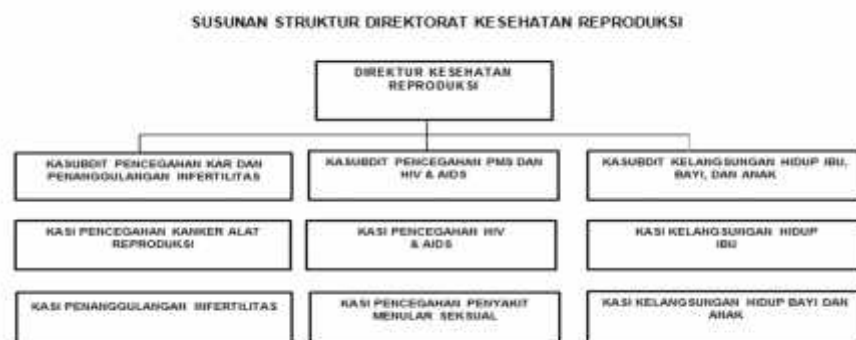 SUSUNAN STRUKTUR DIREKTORAT KESEHATAN REPRODUKSI
DIREKTUR KESEHATAN
REPRODUKSI
KASUBDIT PENCEGAHAN KAR DAN
PENANGGULANGAN INFERTILITAS
KASUBDIT PENCEGAHAN PMS DAN
HIV & AIDS
KASUBDIT KELANGSUNGAN HIDUP IBU,
BAYI, DAN ANAK
KASI PENCEGAHAN KANKER ALAT
REPRODUKSI
KASI PENCEGAHAN HIV
& AIDS
KASI KELANGSUNGAN HIDUP
IBU
KASI PENANGGULANGAN INFERTILITAS
KASI PENCEGAHAN PENYAKIT
MENULAR SEKSUAL
KASI KELANGSUNGAN HIDUP BAYI DAN
ANAK